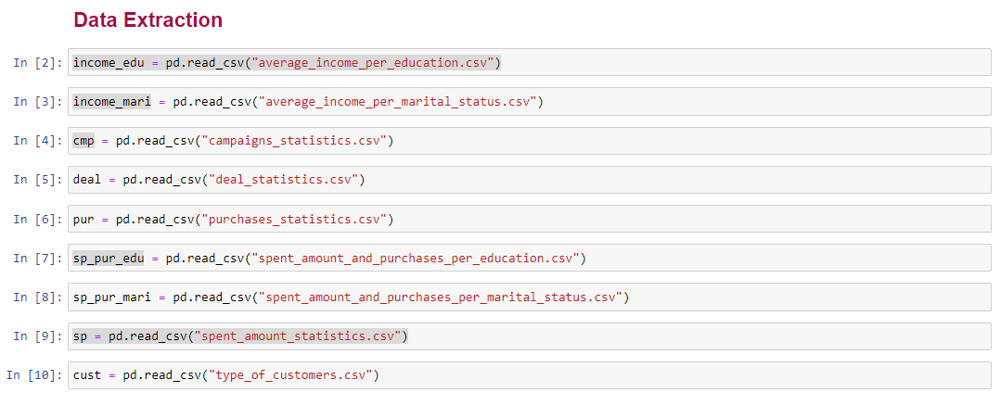 Data Extraction
In [2]: income_edu = pd.read_csv("average_income_per_education.csv")
In [3]: income_mari = pd.read_csv("average_income_per_marital_status.csv")
In [4]: cmp = pd.read_csv("campaigns_statistics.csv")
In [5]: deal = pd.read_csv("deal_statistics.csv")
In [6]: pur = pd.read_csv("purchases_statistics.csv")
In [7]: sp_pur_edu = pd.read_csv("spent_amount_and_purchases_per_education.csv")
In [8]: sp_pur_mari = pd.read_csv("spent_amount_and_purchases_per_marital_status.csv")
In [9]: sp = pd.read_csv("spent_amount_statistics.csv")
In [10]: cust = pd.read_csv("type_of_customers.csv")